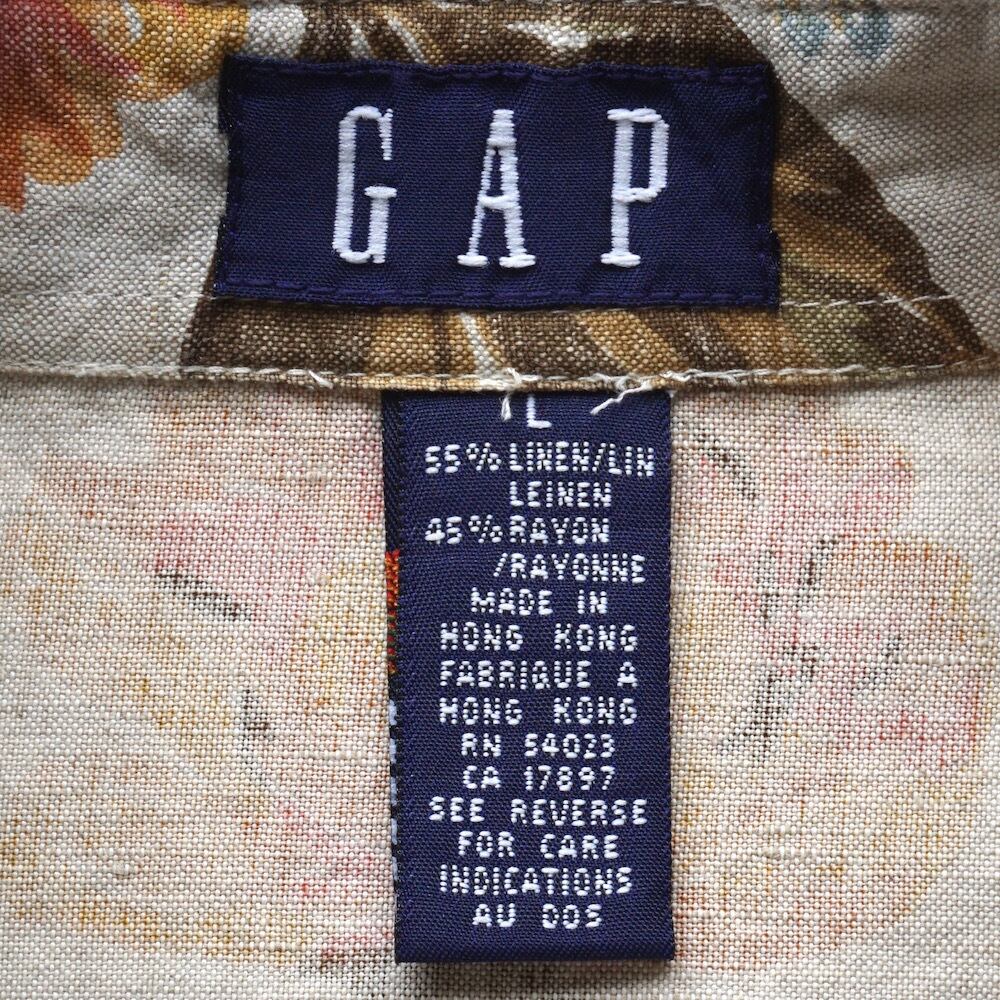 GAP
L
55% LINEN/LIN
LEINEN
45% RAYON
/RAYONNE
MADE IN
HONG KONG
FABRIQUE A
HONG KONG
RN 54023
CA 17897
SEE REVERSE
FOR CARE
INDICATIONS
AU DOS